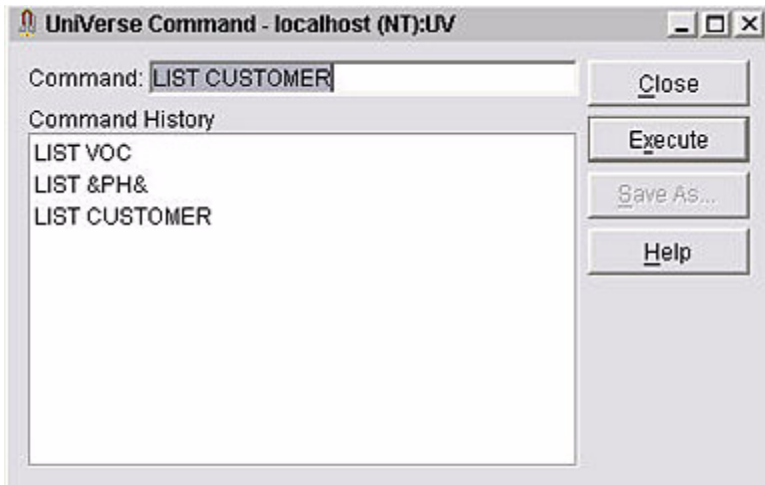 UniVerse Command - localhost (NT):UV
Command: LIST CUSTOMER
Close
Command History
Execute
LIST VOC
LIST &PH&
LIST CUSTOMER
Save As...
Help